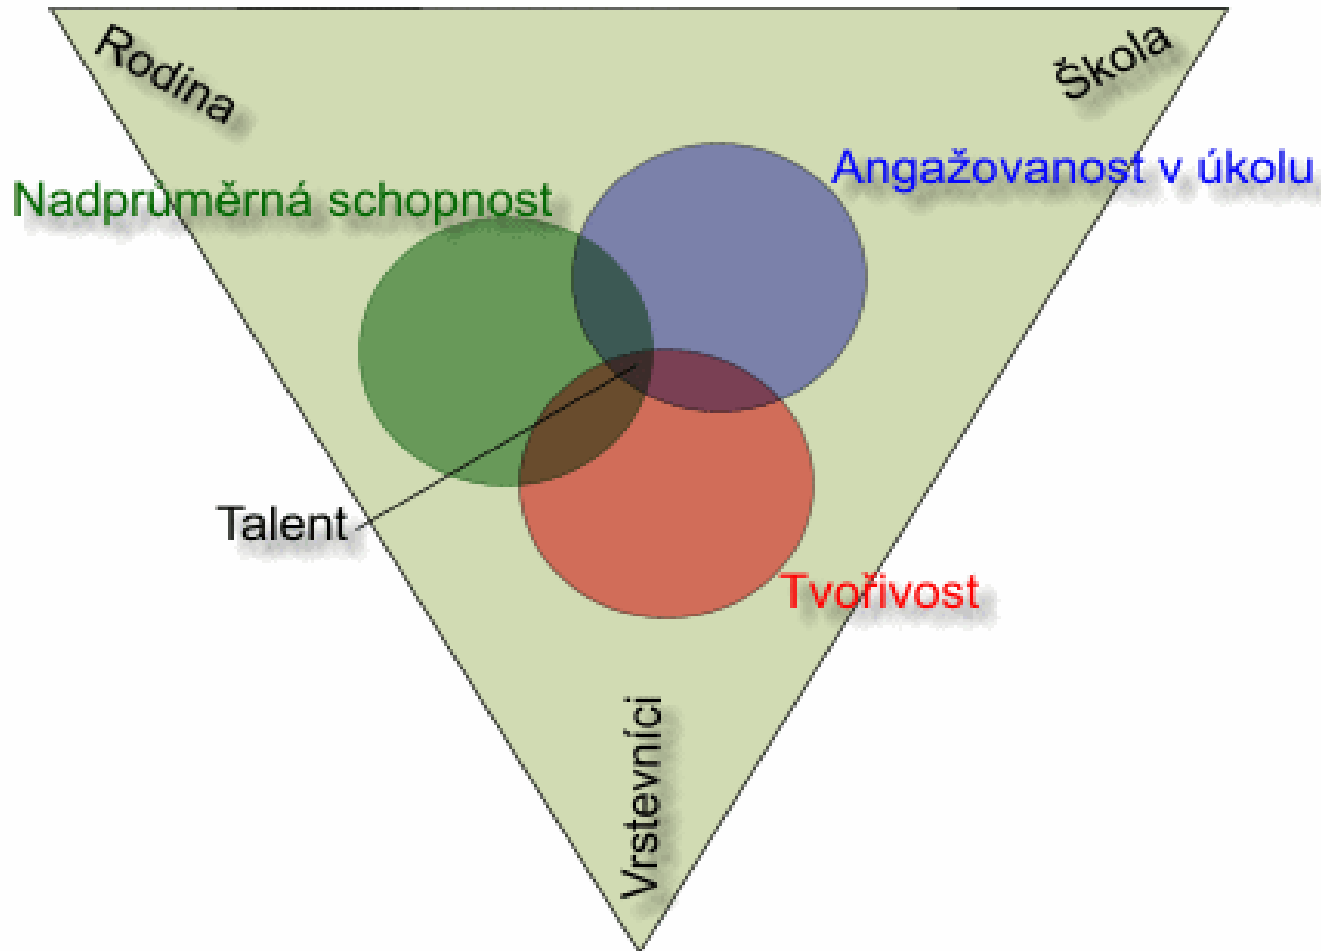 Rodina
Škola
Angažovanost v úkolu
Nadprůměrná schopnost
Talent
Tvořivost
Vrstevníci